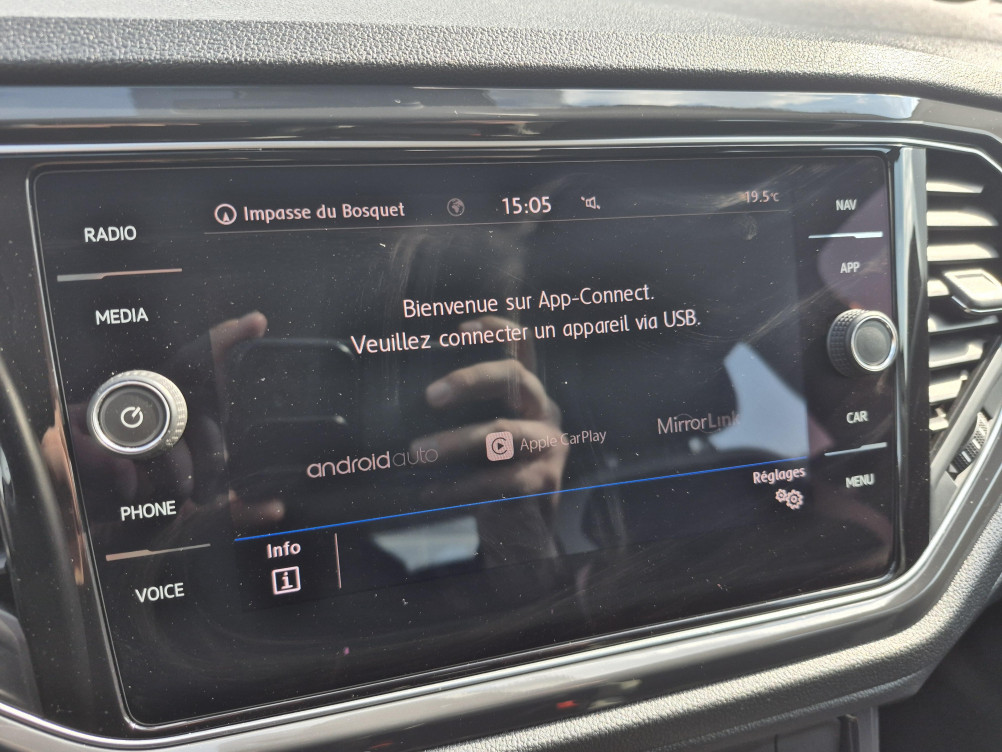 Impasse du Bosquet 15:05 19.5°C
RADIO
MEDIA
PHONE
VOICE
Bienvenue sur App-Connect.
Veuillez connecter un appareil via USB.
androidauto Apple CarPlay MirrorLink
Réglages
Info
i
NAV
APP
CAR
MENU